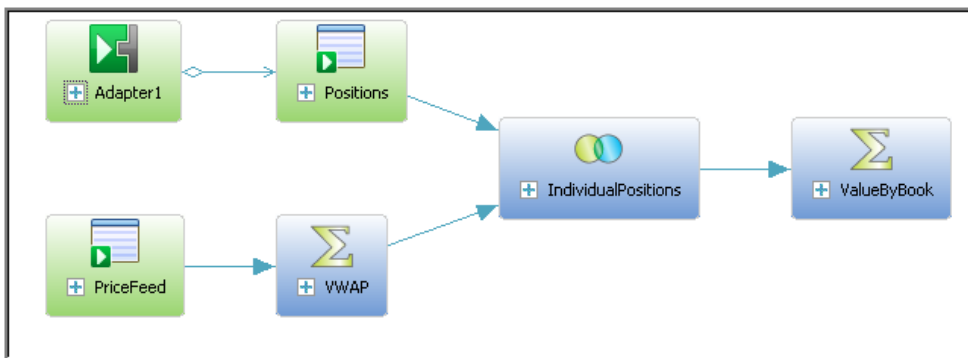 Adapter1
Positions
IndividualPositions
ValueByBook
PriceFeed
VWAP